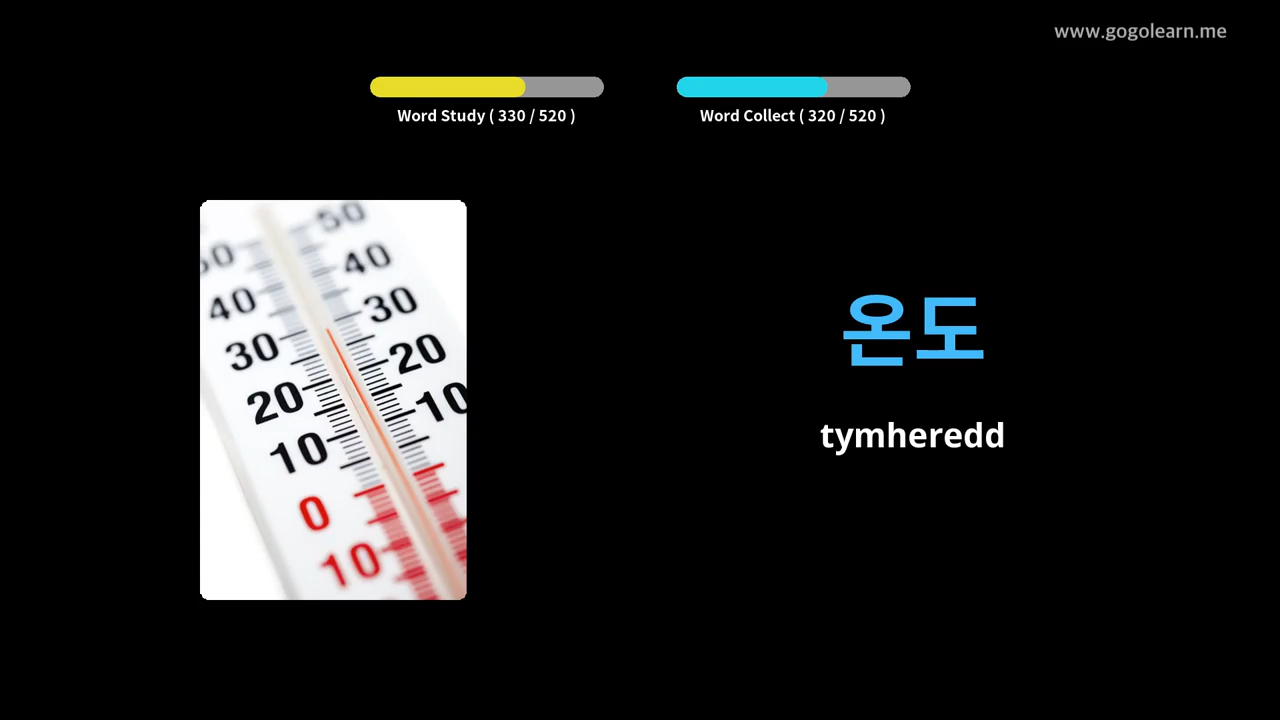 www.gogolearn.me
Word Study ( 330 / 520 )
Word Collect ( 320 / 520 )
50
40
30
20
10
40
30
20
10
0
10
온도
tymheredd